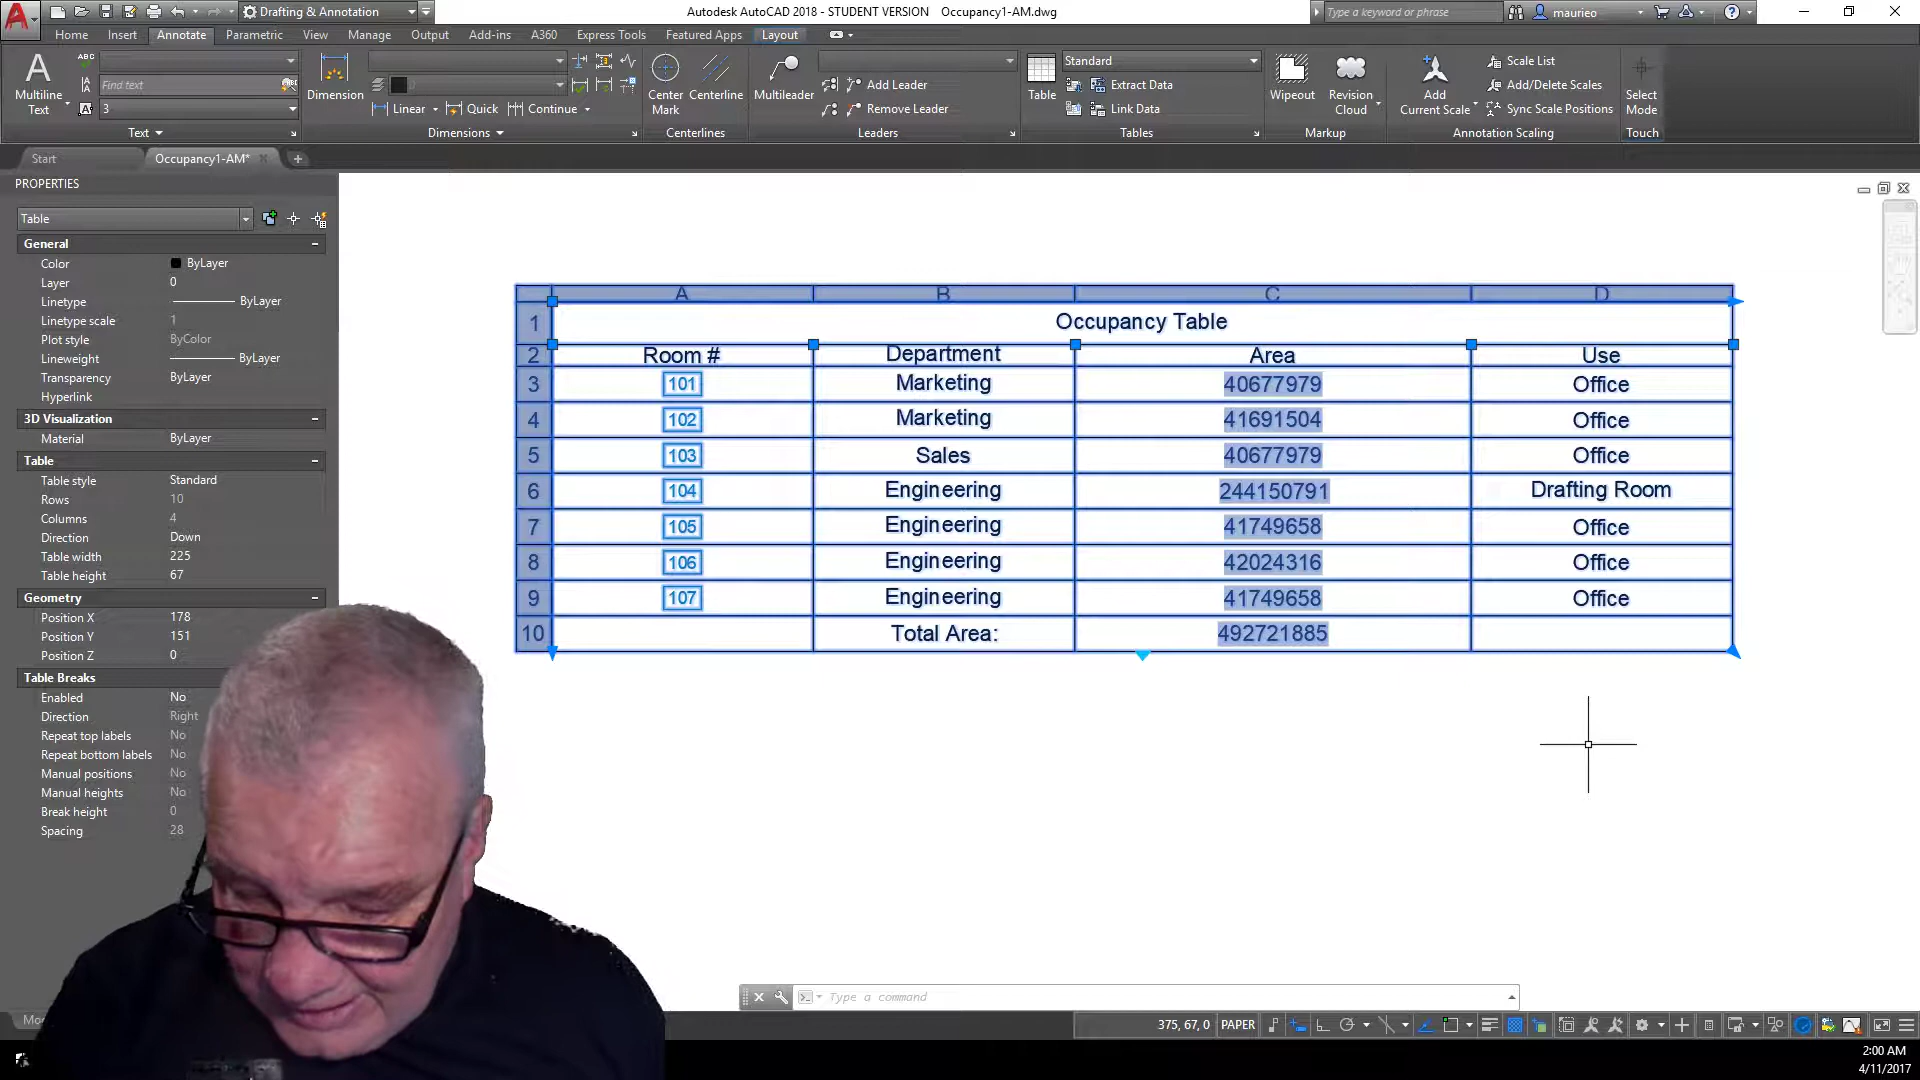 Drafting & Annotation
Autodesk AutoCAD 2018 - STUDENT VERSION Occupancy1-AM.dwg
Type a keyword or phrase
maurieo
Home Insert Annotate Parametric View Manage Output Add-ins A360 Express Tools Featured Apps Layout
Multiline Text
ABC
Find text
3
Text
Dimension
Linear Quick Continue
Dimensions
Center Mark
Centerline
Centerlines
Multileader
Add Leader
Remove Leader
Leaders
Table
Standard
Extract Data
Link Data
Tables
Wipeout
Revision Cloud
Markup
Add Current Scale
Scale List
Add/Delete Scales
Sync Scale Positions
Annotation Scaling
Select Mode
Touch
Start Occupancy1-AM*
PROPERTIES
Table
General
Color ByLayer
Layer 0
Linetype ByLayer
Linetype scale 1
Plot style ByColor
Lineweight ByLayer
Transparency ByLayer
Hyperlink
3D Visualization
Material ByLayer
Table
Table style Standard
Rows 10
Columns 4
Direction Down
Table width 225
Table height 67
Geometry
Position X 178
Position Y 151
Position Z 0
Table Breaks
Enabled No
Direction Right
Repeat top labels No
Repeat bottom labels No
Manual positions No
Manual heights No
Break height 0
Spacing 28
A B C D
1 Occupancy Table
2 Room # Department Area Use
3 101 Marketing 40677979 Office
4 102 Marketing 41691504 Office
5 103 Sales 40677979 Office
6 104 Engineering 244150791 Drafting Room
7 105 Engineering 41749658 Office
8 106 Engineering 42024316 Office
9 107 Engineering 41749658 Office
10 Total Area: 492721885
Type a command
375, 67, 0 PAPER
2:00 AM
4/11/2017